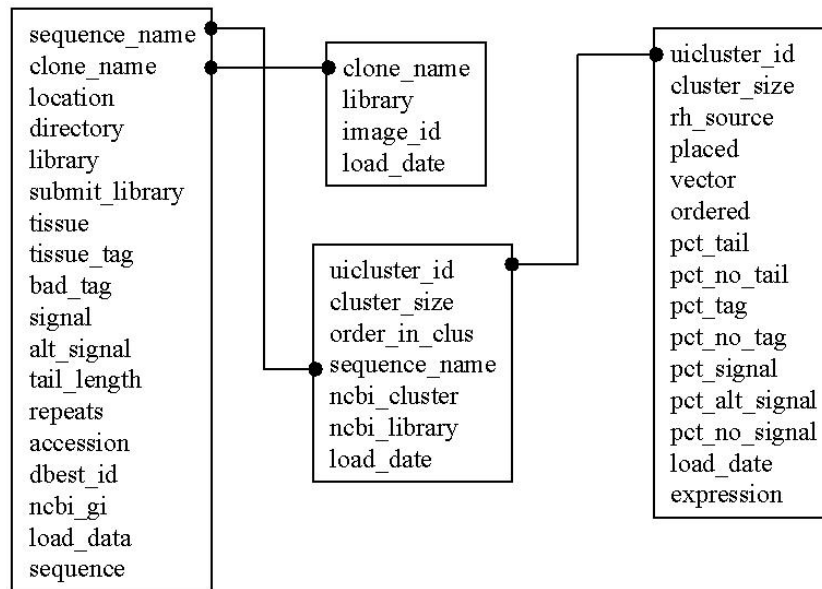 sequence_name
clone_name
location
directory
library
submit_library
tissue
tissue_tag
bad_tag
signal
alt_signal
tail_length
repeats
accession
dbest_id
ncbi_gi
load_data
sequence
clone_name
library
image_id
load_date
uicluster_id
cluster_size
order_in_clus
sequence_name
ncbi_cluster
ncbi_library
load_date
uicluster_id
cluster_size
rh_source
placed
vector
ordered
pct_tail
pct_no_tail
pct_tag
pct_no_tag
pct_signal
pct_alt_signal
pct_no_signal
load_date
expression